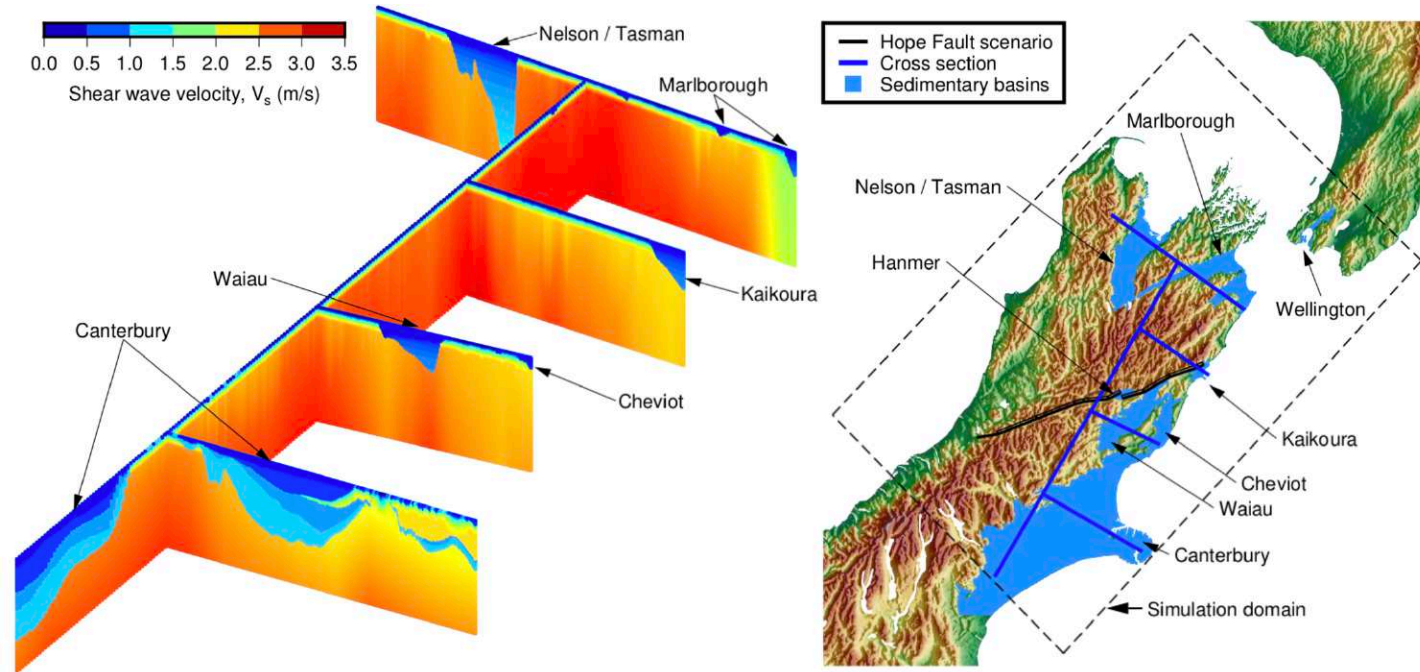 0.0 0.5 1.0 1.5 2.0 2.5 3.0 3.5
Shear wave velocity, Vs (m/s)
Nelson / Tasman
Marlborough
Waiau
Kaikoura
Canterbury
Cheviot
Hope Fault scenario
Cross section
Sedimentary basins
Marlborough
Nelson / Tasman
Hanmer
Wellington
Kaikoura
Cheviot
Waiau
Canterbury
Simulation domain